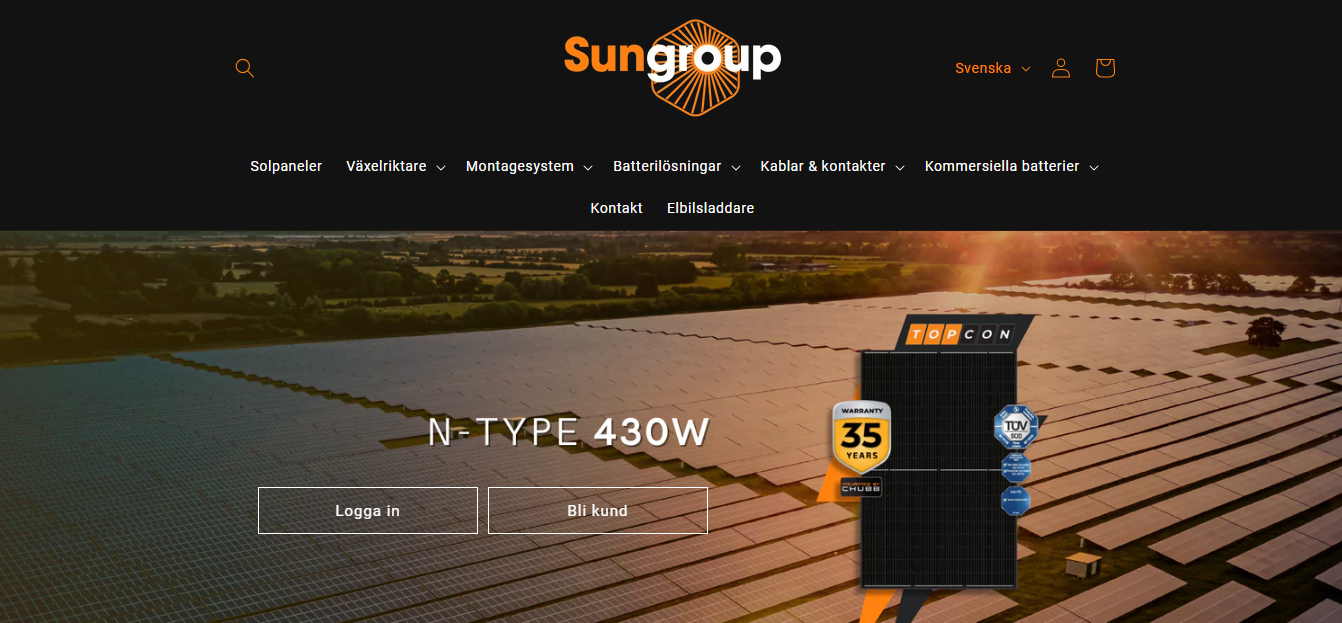 Sungroup
Svenska
Solpaneler Växelriktare Montagesystem Batterilösningar Kablar & kontakter Kommersiella batterier
Kontakt Elbilsladdare
TOPCON
WARRANTY
35
YEARS
TÜV
SÜD
CHUBB
N-TYPE 430W
Logga in Bli kund